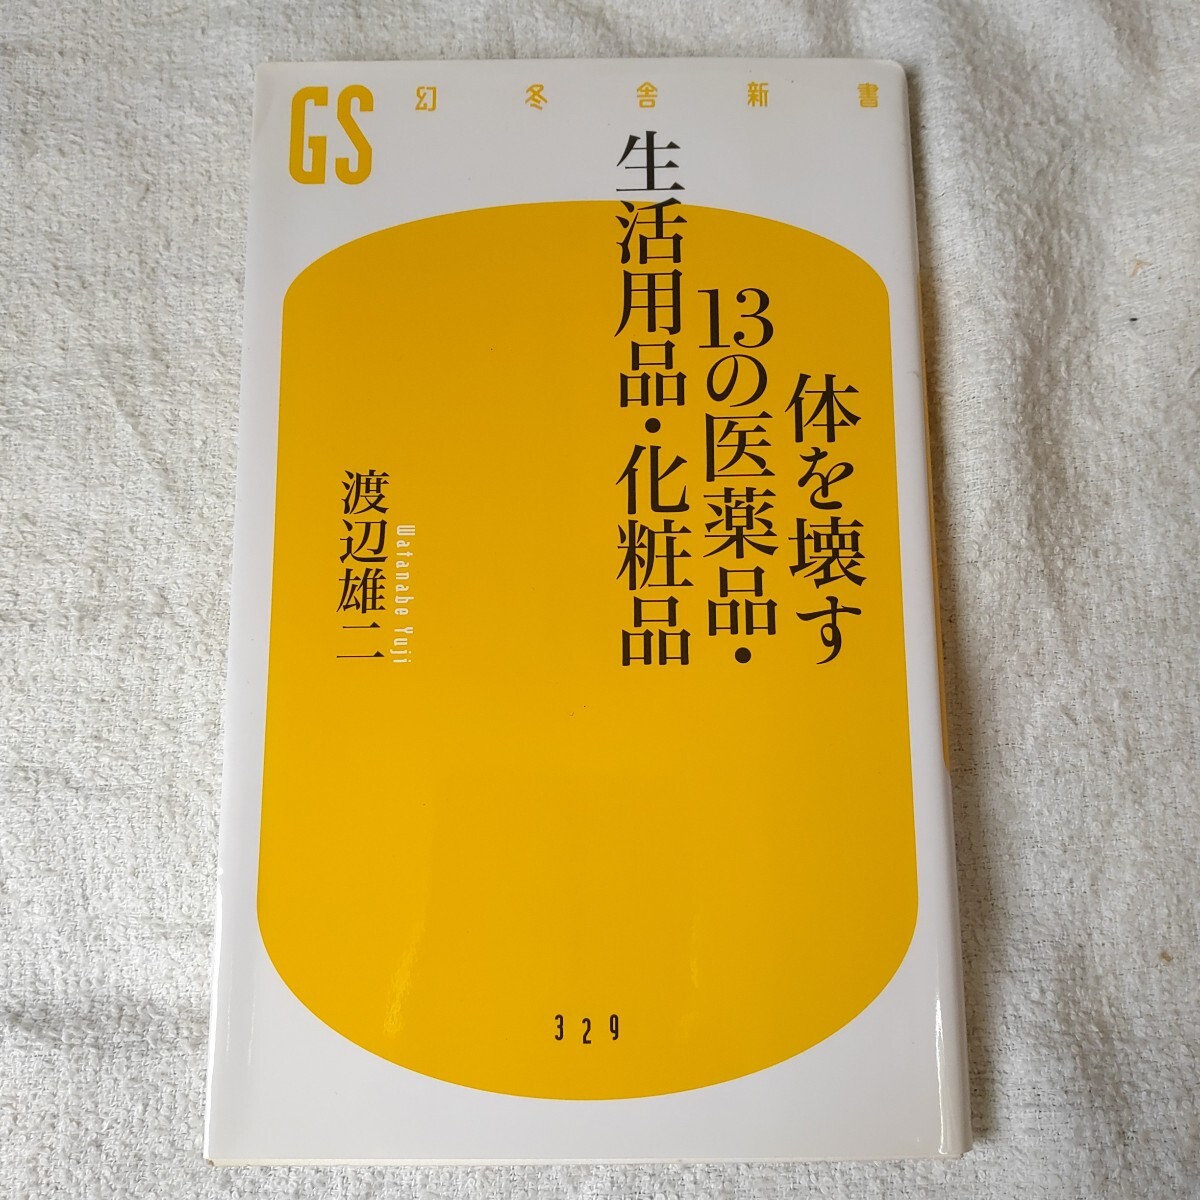 GS
幻冬舎新書
体を壊す
13の医薬品・
生活用品・化粧品
渡辺雄二
Watanabe Yuji
329